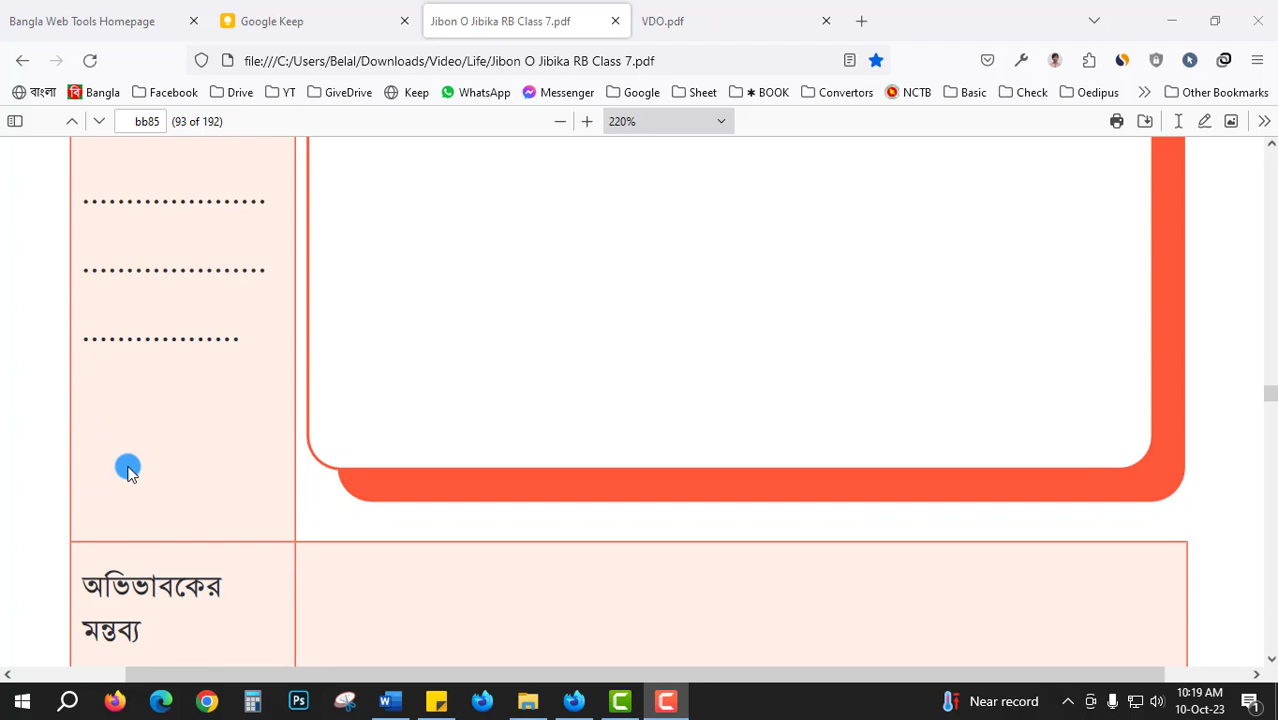 Bangla Web Tools Homepage
Google Keep
Jibon O Jibika RB Class 7.pdf
VDO.pdf
file:///C:/Users/Belal/Downloads/Video/Life/Jibon O Jibika RB Class 7.pdf
বাংলা Bangla Facebook Drive YT GiveDrive Keep WhatsApp Messenger Google Sheet ✱ BOOK Convertors NCTB Basic Check Oedipus Other Bookmarks
bb85 (93 of 192) 220%
.....................
.....................
..................
অভিভাবকের
মন্তব্য
Near record
10:19 AM
10-Oct-23